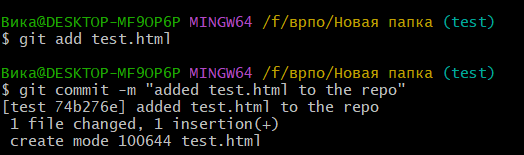 Вика@DESKTOP-MF9OP6P MINGW64 /f/врпо/Новая папка (test)
$ git add test.html
Вика@DESKTOP-MF9OP6P MINGW64 /f/врпо/Новая папка (test)
$ git commit -m "added test.html to the repo"
[test 74b276e] added test.html to the repo
1 file changed, 1 insertion(+)
create mode 100644 test.html